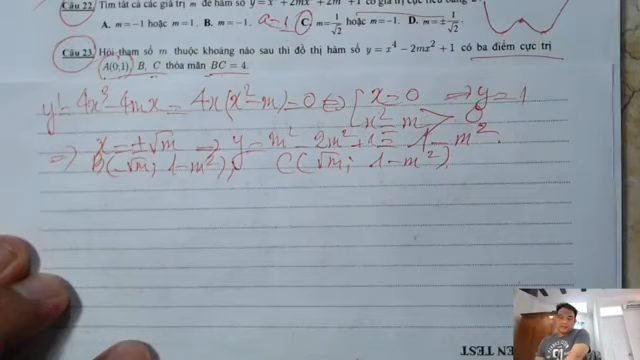 Câu 22. Tìm tất cả các giá trị m để hàm số
A. m=-1 hoặc m=1. B. m=-1. a=1 C. m=1/√2 hoặc m=-1. D. m=±1/√2.
Câu 23. Hỏi tham số m thuộc khoảng nào sau thì đồ thị hàm số y = x⁴ − 2mx² + 1 có ba điểm cực trị
A(0;1), B, C thỏa mãn BC = 4.
y' = 4x³ − 4mx = 4x(x² − m) = 0 ⇔ [ x = 0 ⇒ y = 1
x² = m > 0
⇒ x = ±√m ⇒ y = m² − 2m² + 1 = 1 − m².
B(−√m; 1−m²), C(√m; 1−m²).